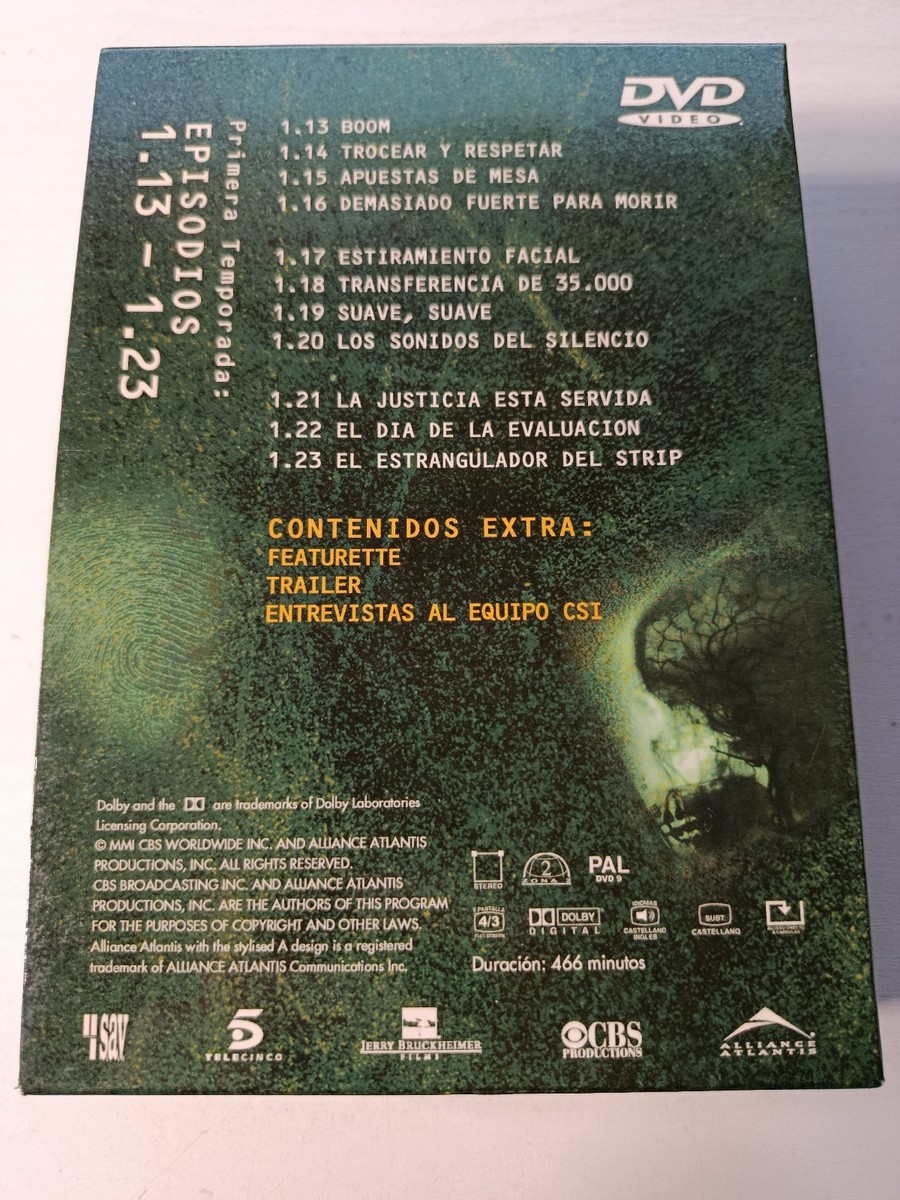 DVD
VIDEO
Primera Temporada:
EPISODIOS
1.13 – 1.23
1.13 BOOM
1.14 TROCEAR Y RESPETAR
1.15 APUESTAS DE MESA
1.16 DEMASIADO FUERTE PARA MORIR
1.17 ESTIRAMIENTO FACIAL
1.18 TRANSFERENCIA DE 35.000
1.19 SUAVE, SUAVE
1.20 LOS SONIDOS DEL SILENCIO
1.21 LA JUSTICIA ESTA SERVIDA
1.22 EL DIA DE LA EVALUACION
1.23 EL ESTRANGULADOR DEL STRIP
CONTENIDOS EXTRA:
FEATURETTE
TRAILER
ENTREVISTAS AL EQUIPO CSI
Dolby and the are trademarks of Dolby Laboratories
Licensing Corporation.
© MMI CBS WORLDWIDE INC. AND ALLIANCE ATLANTIS
PRODUCTIONS, INC. ALL RIGHTS RESERVED.
CBS BROADCASTING INC. AND ALLIANCE ATLANTIS
PRODUCTIONS, INC. ARE THE AUTHORS OF THIS PROGRAM
FOR THE PURPOSES OF COPYRIGHT AND OTHER LAWS.
Alliance Atlantis with the stylised A design is a registered
trademark of ALLIANCE ATLANTIS Communications Inc.
STEREO
2
ZONA 2
PAL
DVD 9
PANTALLA
4/3
DOLBY
DIGITAL
IDIOMAS
CASTELLANO
INGLES
SUBT.
CASTELLANO
Duración: 466 minutos
sav
5
TELECINCO
JERRY BRUCKHEIMER
FILMS
CBS
PRODUCTIONS
ALLIANCE
ATLANTIS